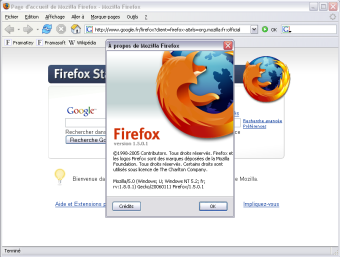 Page d'accueil de Mozilla Firefox - Mozilla Firefox
Fichier Edition Affichage Aller à Marque-pages Outils ?
http://www.google.fr/firefox?client=firefox-a&rls=org.mozilla:fr:official
OK
Framasley Framasoft Wikipédia
À propos de Mozilla Firefox
Firefox Sta
Google
Recherche avancée
Préférences
Rechercher dans
Recherche Go
Firefox
version 1.5.0.1
©1998-2005 Contributors. Tous droits réservés. Firefox et
les logos Firefox sont des marques déposées de la Mozilla
Foundation. Tous droits réservés. Certains droits sont
utilisés sous licence de The Charlton Company.
Bienvenue da
Mozilla.
Mozilla/5.0 (Windows; U; Windows NT 5.2; fr;
rv:1.8.0.1) Gecko/20060111 Firefox/1.5.0.1
Aide et Extensions p
Impliquez-vous
Crédits
OK
Terminé